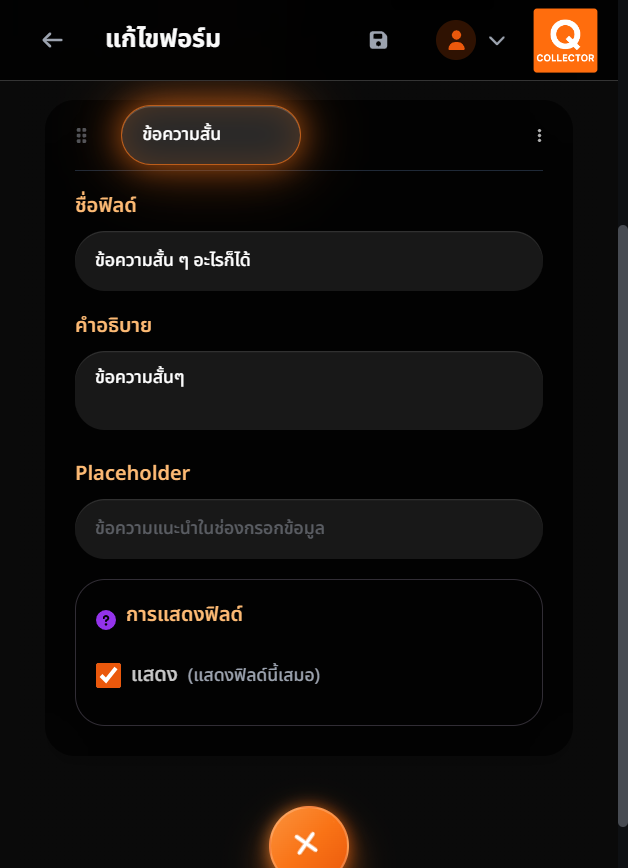 แก้ไขฟอร์ม
Q
COLLECTOR
ข้อความสั้น
ชื่อฟิลด์
ข้อความสั้น ๆ อะไรก็ได้
คำอธิบาย
ข้อความสั้นๆ
Placeholder
ข้อความแนะนำในช่องกรอกข้อมูล
? การแสดงฟิลด์
แสดง (แสดงฟิลด์นี้เสมอ)